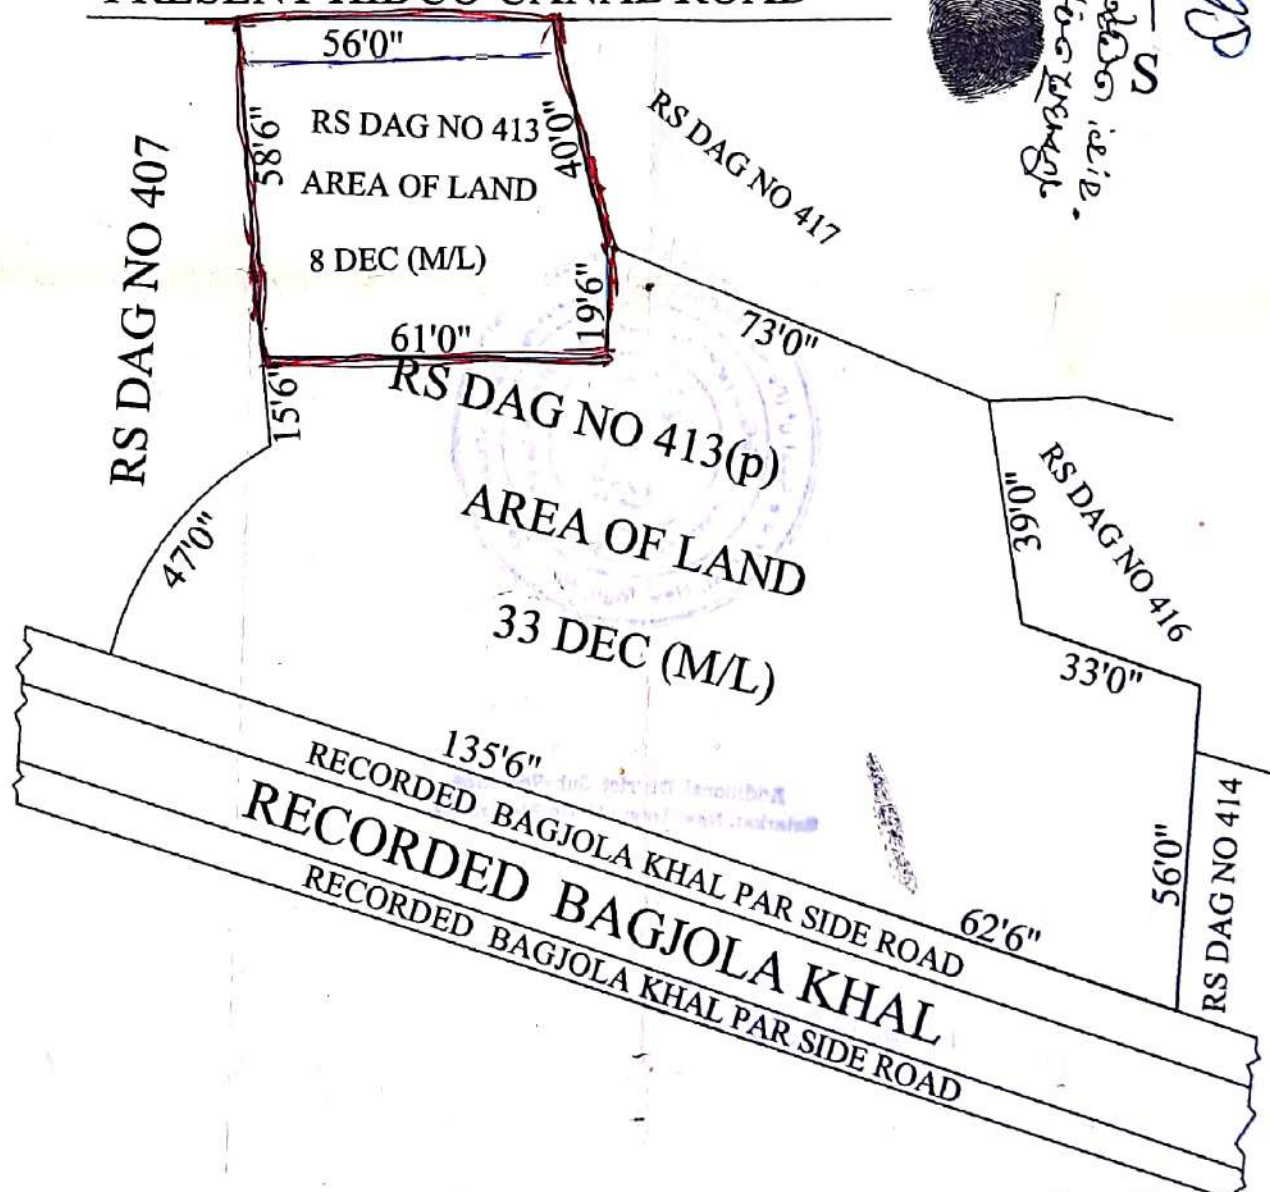 PRESENT HIDCO CANAL ROAD
S
56'0"
58'6"
RS DAG NO 413
40'0"
AREA OF LAND
8 DEC (M/L)
19'6"
61'0"
RS DAG NO 407
RS DAG NO 417
73'0"
15'6"
RS DAG NO 413(p)
AREA OF LAND
33 DEC (M/L)
39'0"
RS DAG NO 416
47'0"
33'0"
135'6"
62'6"
56'0"
RS DAG NO 414
RECORDED BAGJOLA KHAL PAR SIDE ROAD
RECORDED BAGJOLA KHAL
RECORDED BAGJOLA KHAL PAR SIDE ROAD